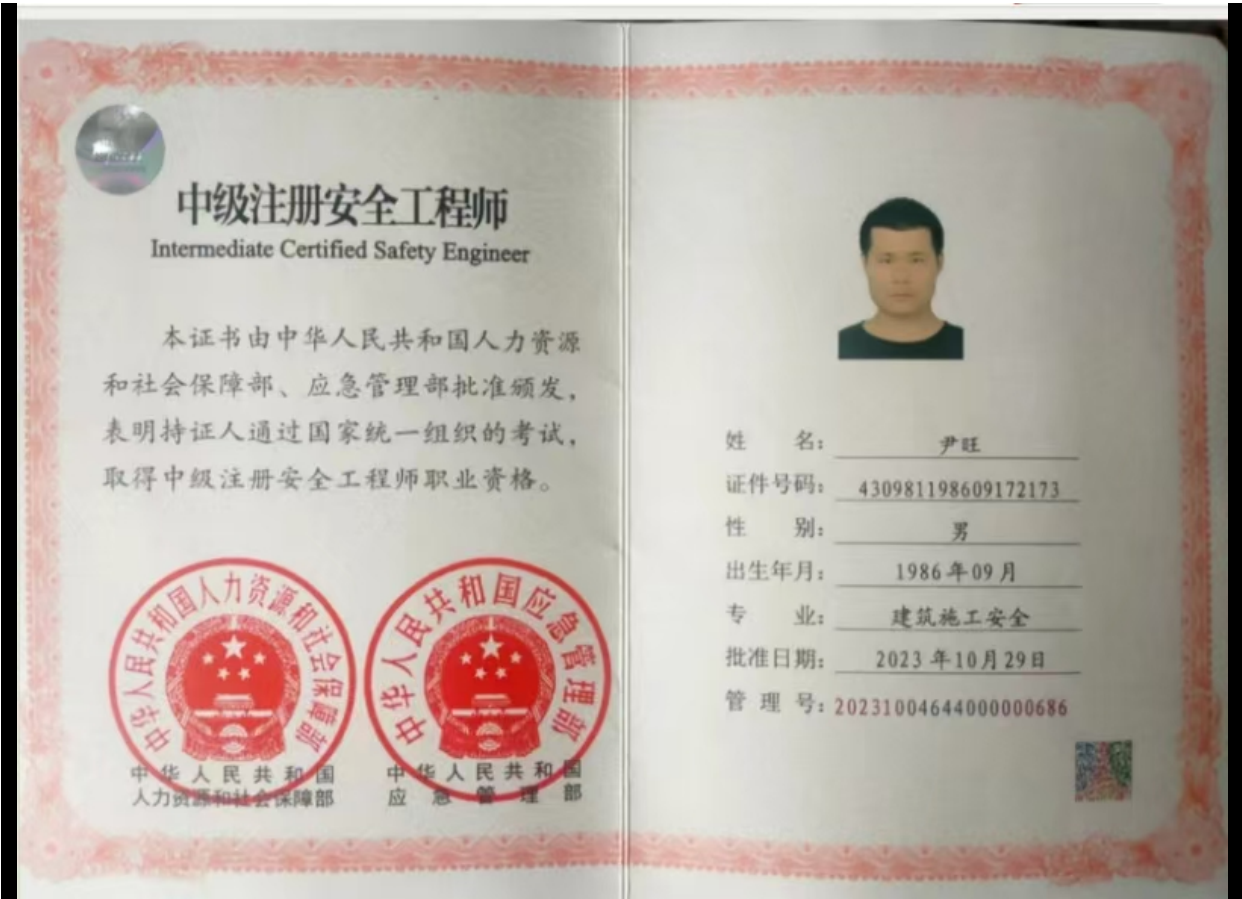 中级注册安全工程师
Intermediate Certified Safety Engineer
本证书由中华人民共和国人力资源
和社会保障部、应急管理部批准颁发，
表明持证人通过国家统一组织的考试，
取得中级注册安全工程师职业资格。
中华人民共和国人力资源和社会保障部
中华人民共和国应急管理部
中华人民共和国
人力资源和社会保障部
中华人民共和国
应急管理部
姓 名： 尹旺
证件号码： 430981198609172173
性 别： 男
出生年月： 1986年09月
专 业： 建筑施工安全
批准日期： 2023年10月29日
管 理 号： 20231004644000000686